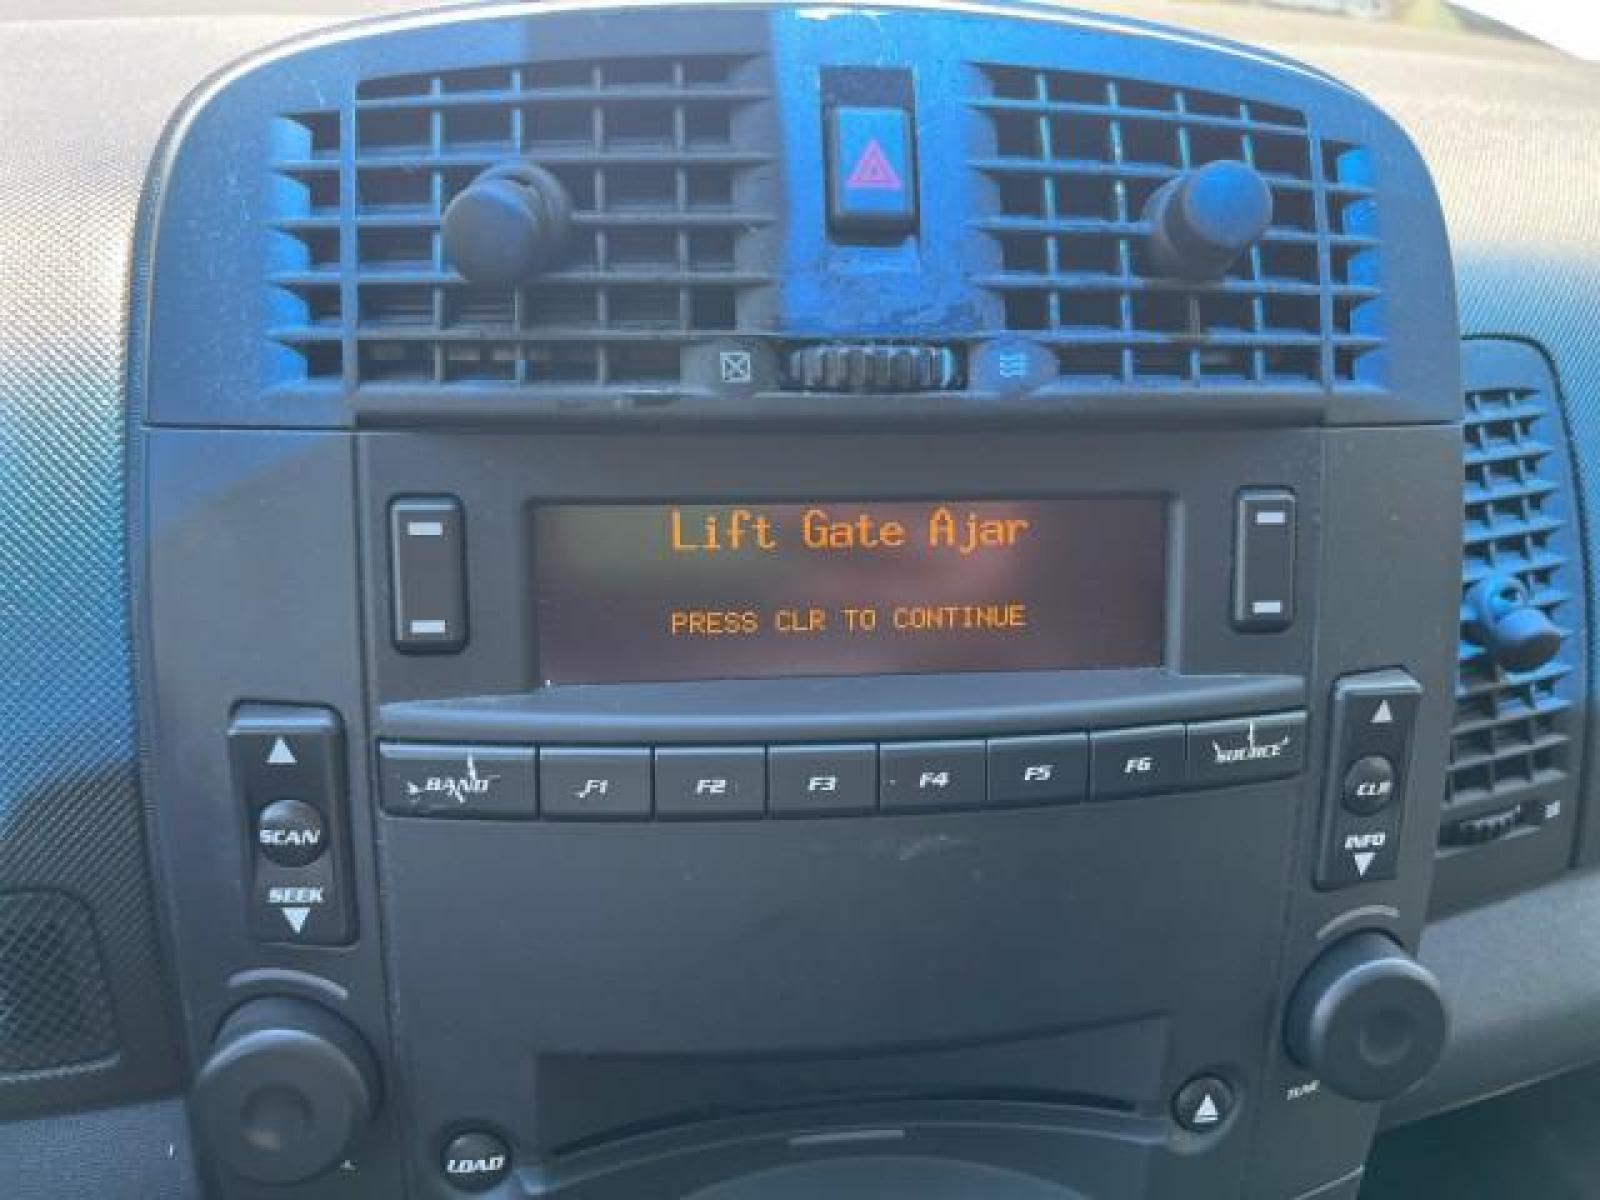 Lift Gate Ajar
PRESS CLR TO CONTINUE
BAND
F1
F2
F3
F4
F5
F6
SOURCE
SCAN
SEEK
CLR
INFO
TUNE
LOAD